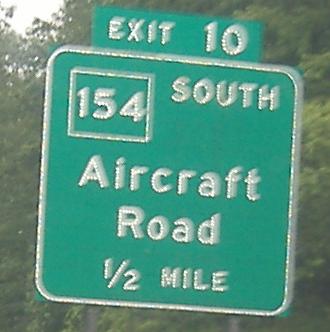 EXIT 10
154 SOUTH
Aircraft
Road
1/2 MILE